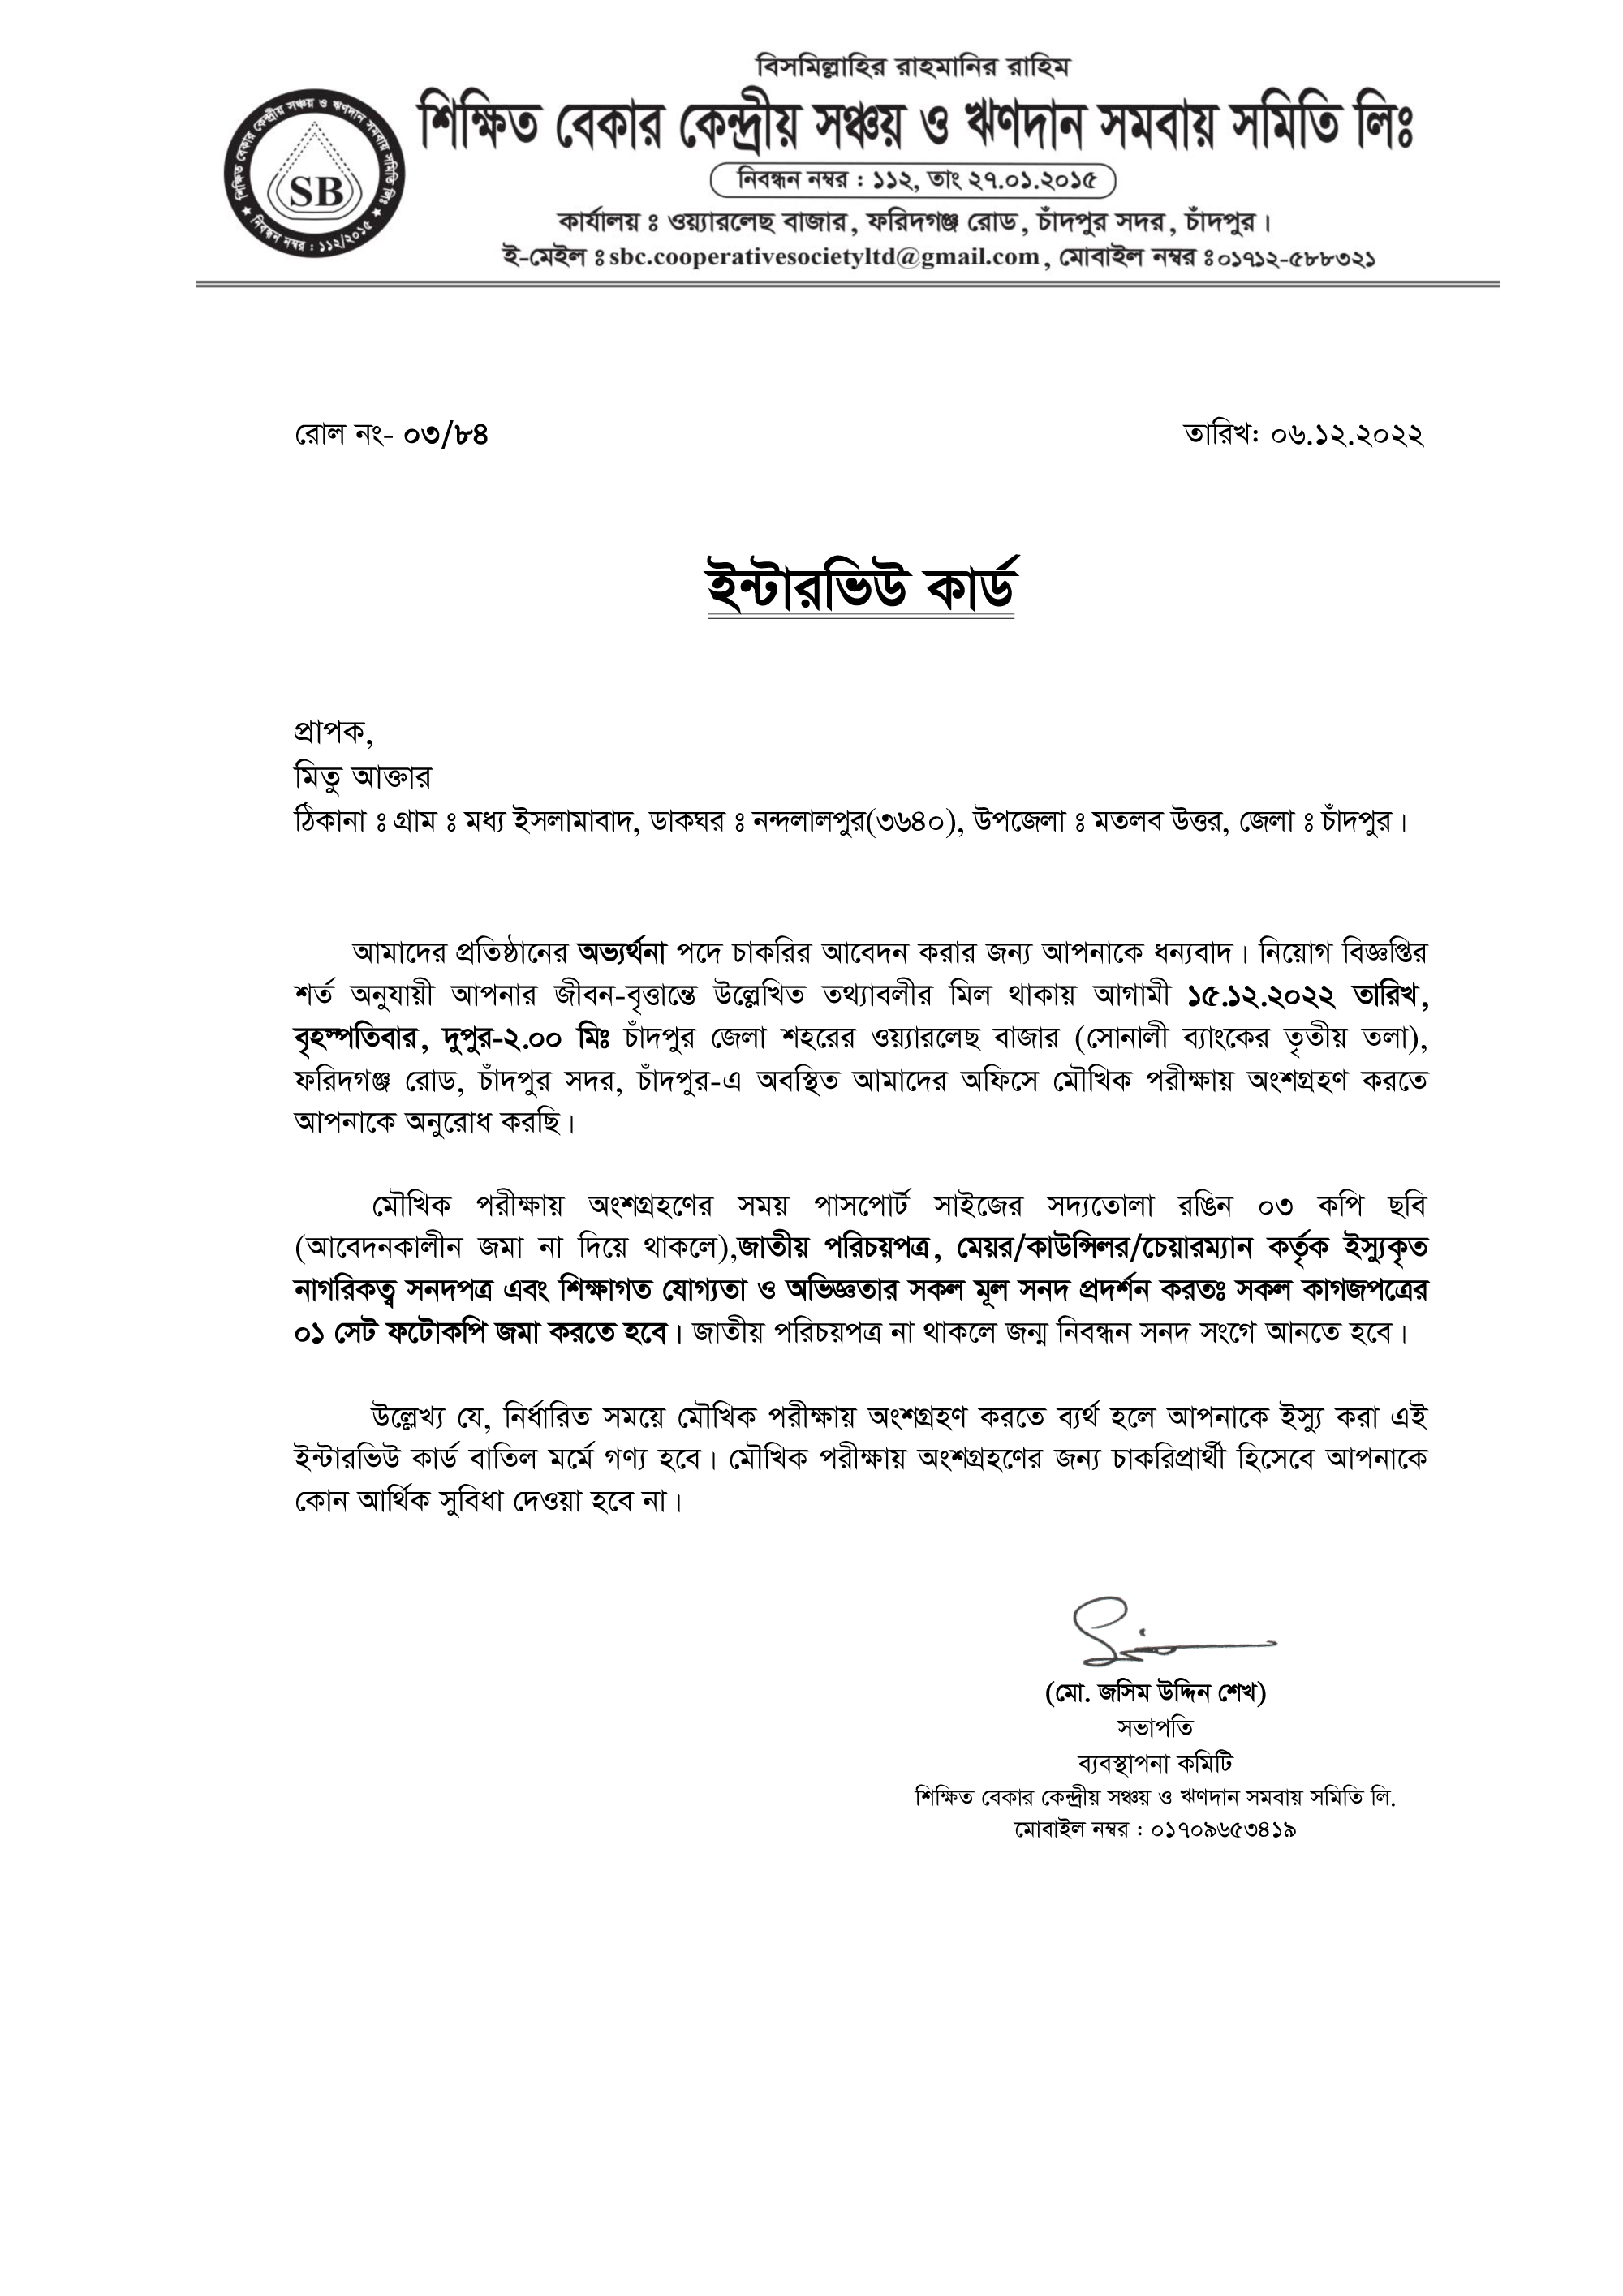 বিসমিল্লাহির রাহমানির রাহিম
শিক্ষিত বেকার কেন্দ্রীয় সঞ্চয় ও ঋণদান সমবায় সমিতি লিঃ
শিক্ষিত বেকার কেন্দ্রীয় সঞ্চয় ও ঋণদান সমবায় সমিতি লিঃ
SB
নিবন্ধন নম্বর : ১১২/২০১৫
নিবন্ধন নম্বর : ১১২, তাং ২৭.০১.২০১৫
কার্যালয় ঃ ওয়্যারলেছ বাজার, ফরিদগঞ্জ রোড, চাঁদপুর সদর, চাঁদপুর।
ই-মেইল ঃ sbc.cooperativesocietyltd@gmail.com, মোবাইল নম্বর ঃ ০১৭১২-৫৮৮৩২১
রোল নং- ০৩/৮৪ তারিখ: ০৬.১২.২০২২
ইন্টারভিউ কার্ড
প্রাপক,
মিতু আক্তার
ঠিকানা ঃ গ্রাম ঃ মধ্য ইসলামাবাদ, ডাকঘর ঃ নন্দলালপুর(৩৬৪০), উপজেলা ঃ মতলব উত্তর, জেলা ঃ চাঁদপুর।
আমাদের প্রতিষ্ঠানের অভ্যর্থনা পদে চাকরির আবেদন করার জন্য আপনাকে ধন্যবাদ। নিয়োগ বিজ্ঞপ্তির
শর্ত অনুযায়ী আপনার জীবন-বৃত্তান্তে উল্লেখিত তথ্যাবলীর মিল থাকায় আগামী ১৫.১২.২০২২ তারিখ,
বৃহস্পতিবার, দুপুর-২.০০ মিঃ চাঁদপুর জেলা শহরের ওয়্যারলেছ বাজার (সোনালী ব্যাংকের তৃতীয় তলা),
ফরিদগঞ্জ রোড, চাঁদপুর সদর, চাঁদপুর-এ অবস্থিত আমাদের অফিসে মৌখিক পরীক্ষায় অংশগ্রহণ করতে
আপনাকে অনুরোধ করছি।
মৌখিক পরীক্ষায় অংশগ্রহণের সময় পাসপোর্ট সাইজের সদ্যতোলা রঙিন ০৩ কপি ছবি
(আবেদনকালীন জমা না দিয়ে থাকলে),জাতীয় পরিচয়পত্র, মেয়র/কাউন্সিলর/চেয়ারম্যান কর্তৃক ইস্যুকৃত
নাগরিকত্ব সনদপত্র এবং শিক্ষাগত যোগ্যতা ও অভিজ্ঞতার সকল মূল সনদ প্রদর্শন করতঃ সকল কাগজপত্রের
০১ সেট ফটোকপি জমা করতে হবে। জাতীয় পরিচয়পত্র না থাকলে জন্ম নিবন্ধন সনদ সংগে আনতে হবে।
উল্লেখ্য যে, নির্ধারিত সময়ে মৌখিক পরীক্ষায় অংশগ্রহণ করতে ব্যর্থ হলে আপনাকে ইস্যু করা এই
ইন্টারভিউ কার্ড বাতিল মর্মে গণ্য হবে। মৌখিক পরীক্ষায় অংশগ্রহণের জন্য চাকরিপ্রার্থী হিসেবে আপনাকে
কোন আর্থিক সুবিধা দেওয়া হবে না।
(মো. জসিম উদ্দিন শেখ)
সভাপতি
ব্যবস্থাপনা কমিটি
শিক্ষিত বেকার কেন্দ্রীয় সঞ্চয় ও ঋণদান সমবায় সমিতি লি.
মোবাইল নম্বর : ০১৭০৯৬৫৩৪১৯